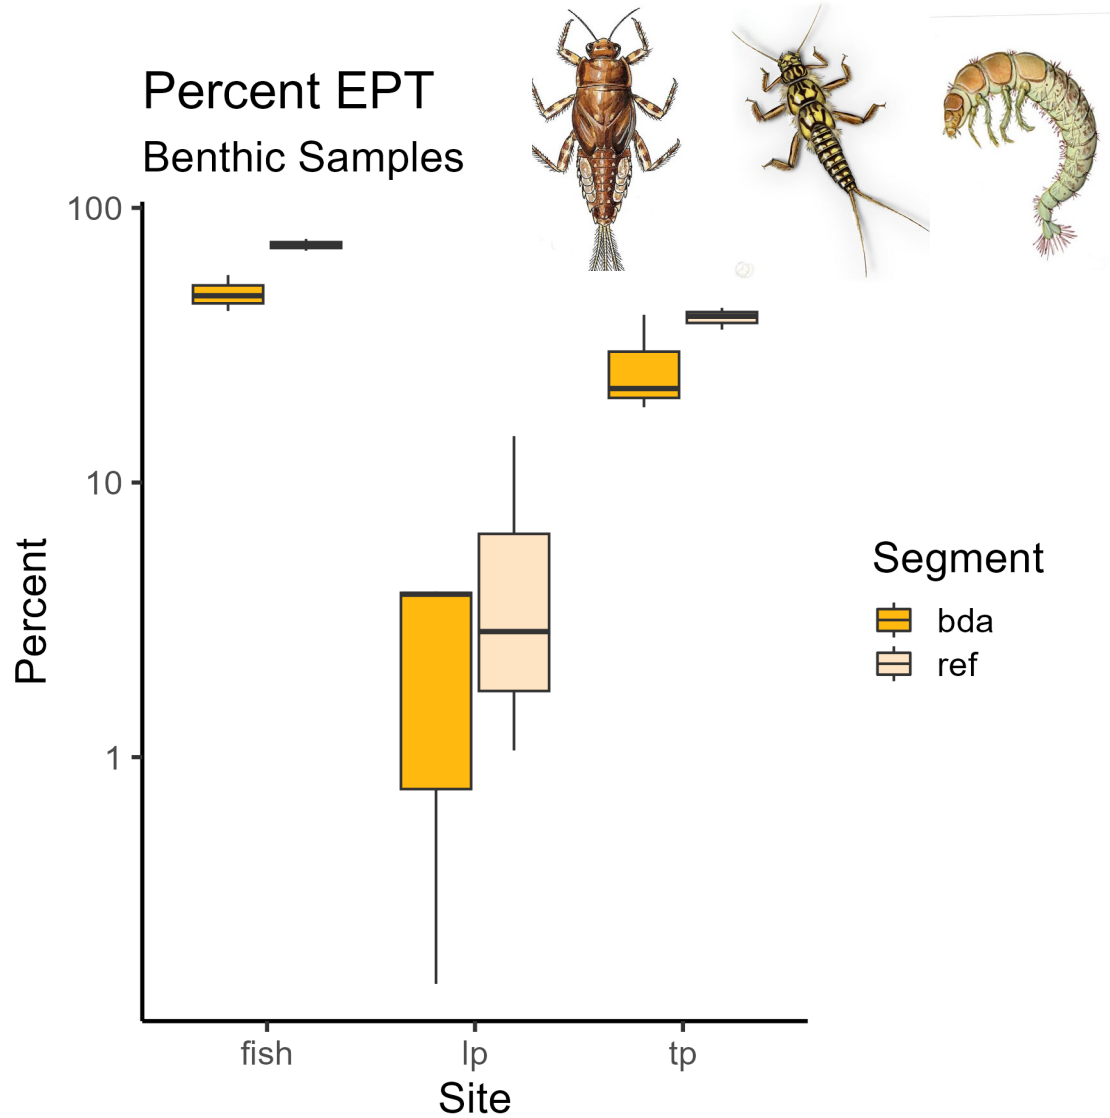 Percent EPT
Benthic Samples
100
10
1
Percent
fish
lp
tp
Site
Segment
bda
ref